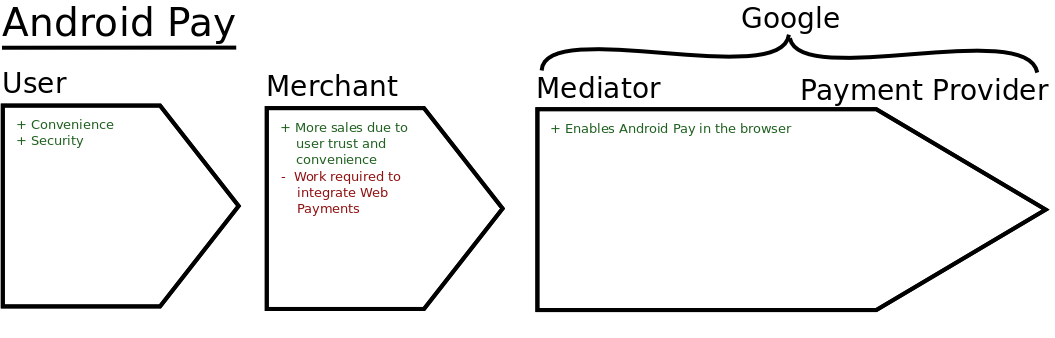 Android Pay
Google
User
Merchant
Mediator
Payment Provider
+ Convenience
+ Security
+ More sales due to
user trust and
convenience
- Work required to
integrate Web
Payments
+ Enables Android Pay in the browser